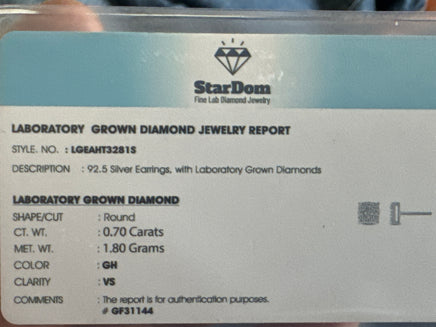 StarDom
Fine Lab Diamond Jewelry
LABORATORY GROWN DIAMOND JEWELRY REPORT
STYLE. NO. : LGEAHT3281S
DESCRIPTION : 92.5 Silver Earrings, with Laboratory Grown Diamonds
LABORATORY GROWN DIAMOND
SHAPE/CUT : Round
CT. WT. : 0.70 Carats
MET. WT. : 1.80 Grams
COLOR : GH
CLARITY : VS
COMMENTS : The report is for authentication purposes.
# GF31144